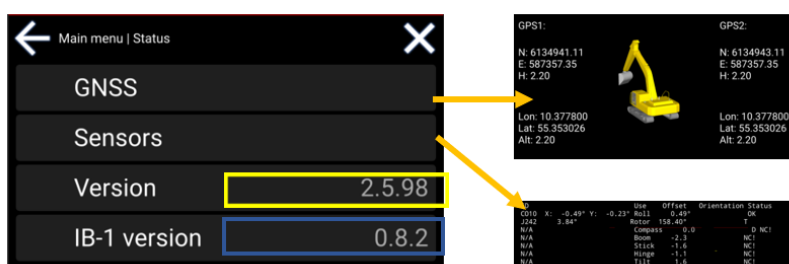 Main menu | Status
GNSS
Sensors
Version 2.5.98
IB-1 version 0.8.2
GPS1: GPS2:
N: 6134941.11 N: 6134943.11
E: 587357.35 E: 587357.35
H: 2.20 H: 2.20
Lon: 10.377800 Lon: 10.377800
Lat: 55.353026 Lat: 55.353026
Alt: 2.20 Alt: 2.20
Use Offset Orientation Status
CD10 X: -0.49° Y: -0.23° Roll 0.49° OK
J242 3.84° Rotor 158.40° T
N/A Compass 0.0 D NC!
N/A Boom -2.3 NC!
N/A Stick -1.6 NC!
N/A Hinge -1.1 NC!
N/A Tilt 1.6 NC!